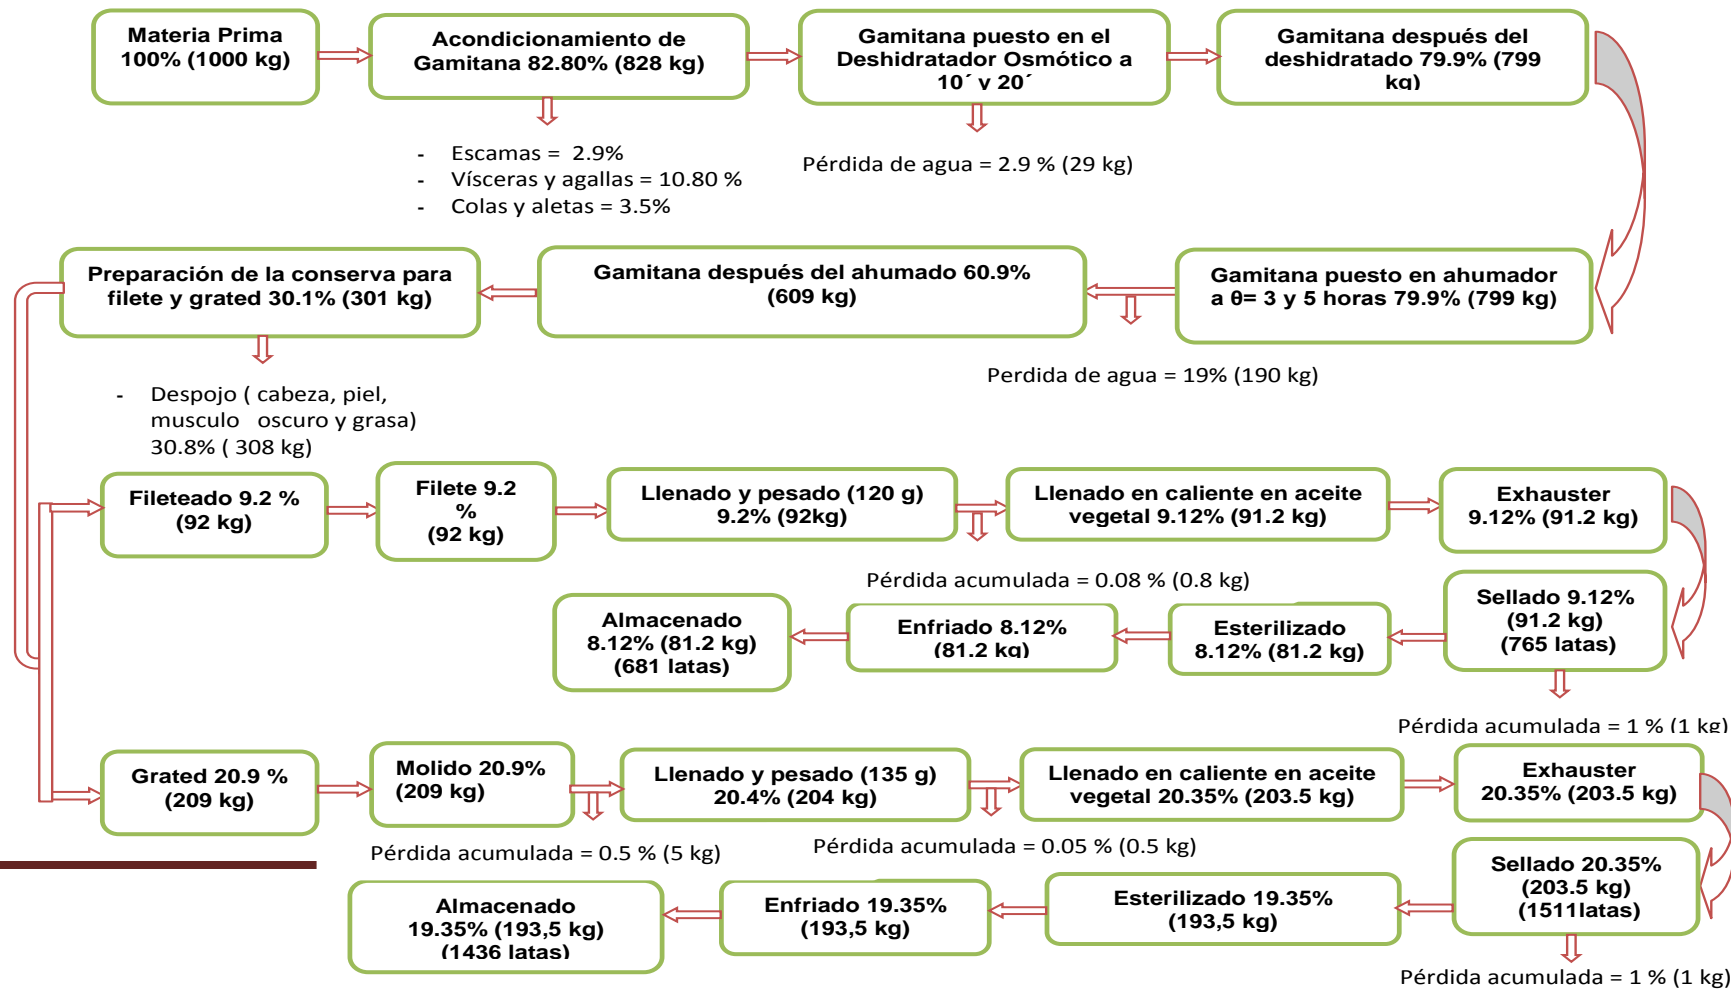 Materia Prima
100% (1000 kg)
Acondicionamiento de
Gamitana 82.80% (828 kg)
Gamitana puesto en el
Deshidratador Osmótico a
10´ y 20´
Gamitana después del
deshidratado 79.9% (799
kg)
- Escamas = 2.9%
- Vísceras y agallas = 10.80 %
- Colas y aletas = 3.5%
Pérdida de agua = 2.9 % (29 kg)
Preparación de la conserva para
filete y grated 30.1% (301 kg)
Gamitana después del ahumado 60.9%
(609 kg)
Gamitana puesto en ahumador
a θ= 3 y 5 horas 79.9% (799 kg)
Perdida de agua = 19% (190 kg)
- Despojo ( cabeza, piel,
musculo oscuro y grasa)
30.8% ( 308 kg)
Fileteado 9.2 %
(92 kg)
Filete 9.2
%
(92 kg)
Llenado y pesado (120 g)
9.2% (92kg)
Llenado en caliente en aceite
vegetal 9.12% (91.2 kg)
Exhauster
9.12% (91.2 kg)
Pérdida acumulada = 0.08 % (0.8 kg)
Almacenado
8.12% (81.2 kg)
(681 latas)
Enfriado 8.12%
(81.2 kg)
Esterilizado
8.12% (81.2 kg)
Sellado 9.12%
(91.2 kg)
(765 latas)
Pérdida acumulada = 1 % (1 kg)
Grated 20.9 %
(209 kg)
Molido 20.9%
(209 kg)
Llenado y pesado (135 g)
20.4% (204 kg)
Llenado en caliente en aceite
vegetal 20.35% (203.5 kg)
Exhauster
20.35% (203.5 kg)
Pérdida acumulada = 0.5 % (5 kg)
Pérdida acumulada = 0.05 % (0.5 kg)
Almacenado
19.35% (193,5 kg)
(1436 latas)
Enfriado 19.35%
(193,5 kg)
Esterilizado 19.35%
(193,5 kg)
Sellado 20.35%
(203.5 kg)
(1511latas)
Pérdida acumulada = 1 % (1 kg)